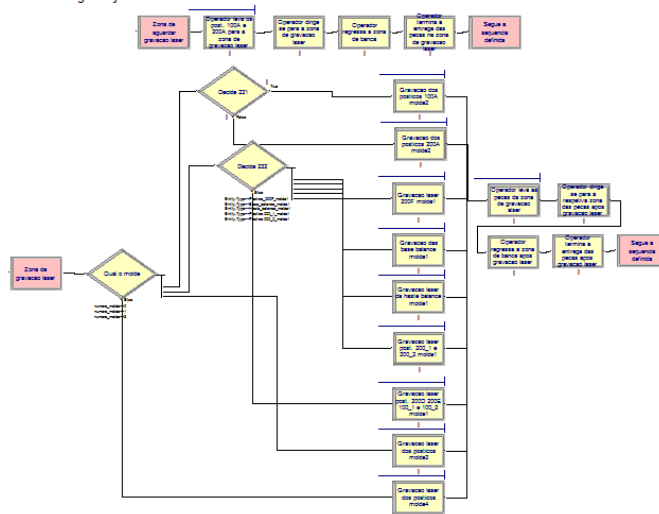 Zona de
aguardar
gravacao laser
Operador leva os
post. 100A e
200A para a
zona de
gravacao laser
Operador dirige
se para a zona
de gravacao
laser
Operador
regressa a zona
de banca
Operador
termina a
entrega das
pecas na zona
de gravacao laser
Segue a
sequencia
definida
Decide 221
True
False
Gravacao dos
posticos 100A
molde2
Gravacao dos
posticos 200A
molde2
Decide 222
Else
Gravacao laser
200F molde1
Gravacao das
base balance
molde1
Gravacao laser
da haste balance
molde1
Gravacao laser
post. 200_1 e
200_2 molde1
Gravacao laser
post. 200D 200E
100_1 e 100_2
molde1
Gravacao laser
dos posticos
molde3
Gravacao laser
dos posticos
molde4
Operador leva as
pecas da zona
de gravacao
Operador dirige
se para a
respetiva zona
das pecas apos
gravacao laser
Operador
regressa a zona
de banca apos
gravacao laser
Operador
termina a
entrega das
pecas apos
gravacao laser
Segue a
sequencia
definida
Zona de
gravacao laser
Qual o molde
Else